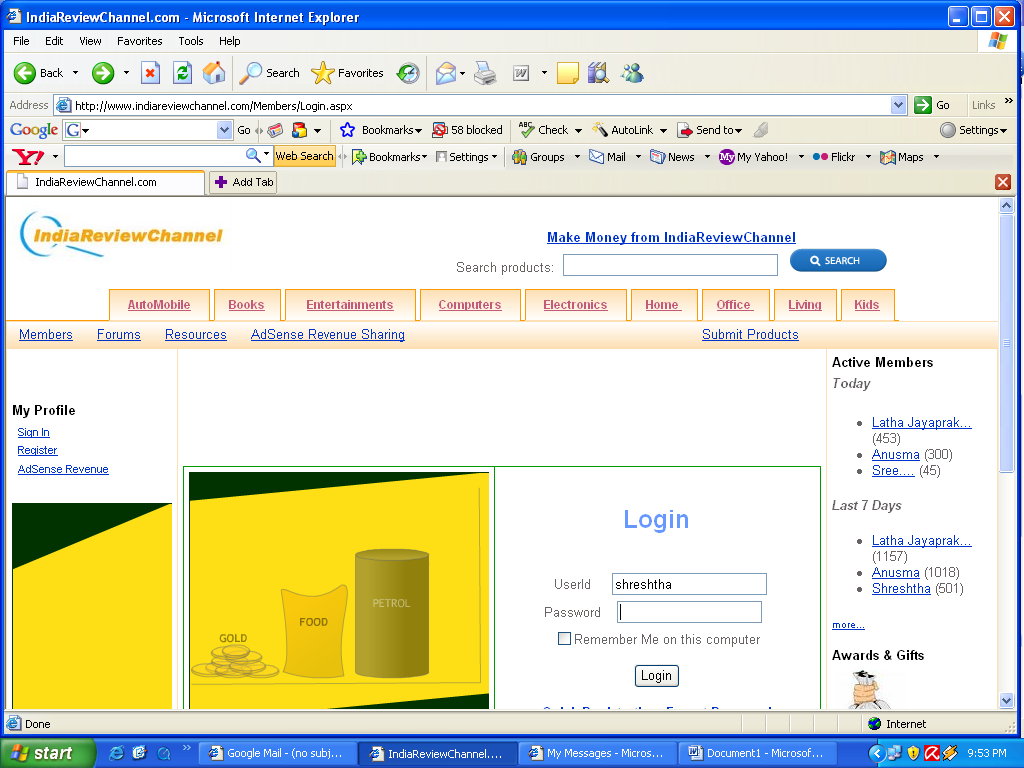 IndiaReviewChannel.com - Microsoft Internet Explorer
File Edit View Favorites Tools Help
Back Search Favorites
Address http://www.indiareviewchannel.com/Members/Login.aspx Go Links »
Google G Go Bookmarks 58 blocked Check AutoLink Send to Settings
Y! Web Search Bookmarks Settings Groups Mail News My Yahoo! Flickr Maps
IndiaReviewChannel.com Add Tab
IndiaReviewChannel
Make Money from IndiaReviewChannel
Search products: SEARCH
AutoMobile Books Entertainments Computers Electronics Home Office Living Kids
Members Forums Resources AdSense Revenue Sharing Submit Products
My Profile
Sign In
Register
AdSense Revenue
GOLD
FOOD
PETROL
Login
UserId shreshtha
Password
Remember Me on this computer
Login
Active Members
Today
Latha Jayaprak...
(453)
Anusma (300)
Sree.... (45)
Last 7 Days
Latha Jayaprak...
(1157)
Anusma (1018)
Shreshtha (501)
more...
Awards & Gifts
Done Internet
start » Google Mail - (no subj... IndiaReviewChannel.... My Messages - Micros... Document1 - Microsof... 9:53 PM